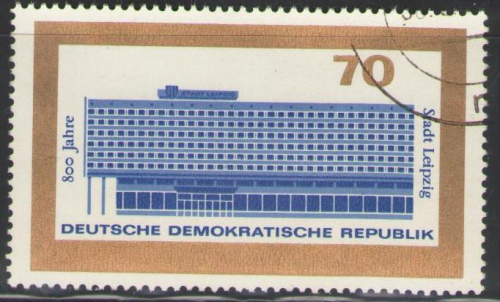 70
STADT LEIPZIG
800 Jahre
Stadt Leipzig
DEUTSCHE DEMOKRATISCHE REPUBLIK